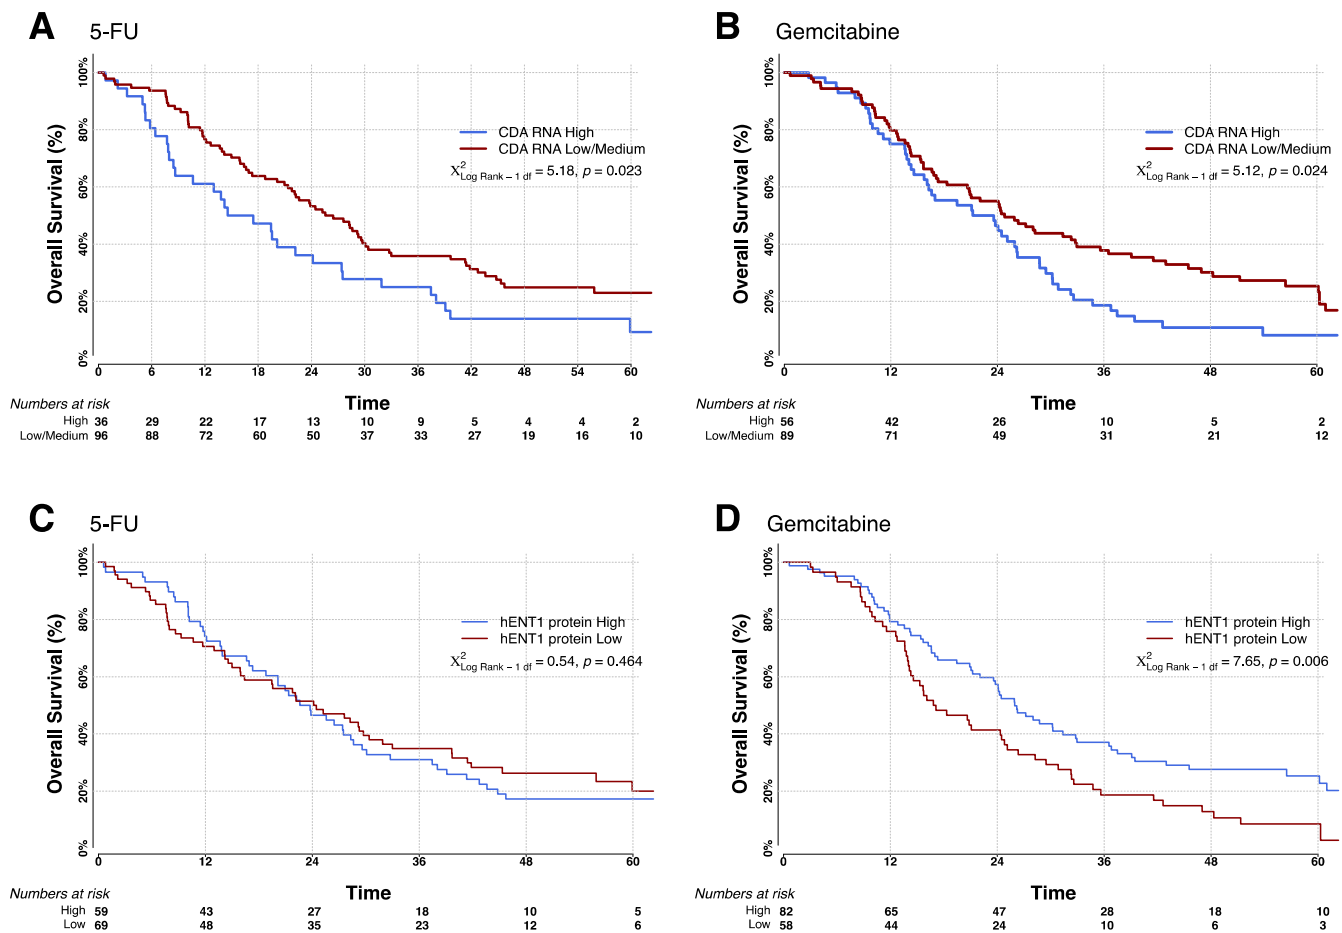 A 5-FU
100%
80%
60%
40%
20%
0%
Overall Survival (%)
CDA RNA High
CDA RNA Low/Medium
X²Log Rank − 1 df = 5.18, p = 0.023
0 6 12 18 24 30 36 42 48 54 60
Time
Numbers at risk
High 36 29 22 17 13 10 9 5 4 4 2
Low/Medium 96 88 72 60 50 37 33 27 19 16 10
B Gemcitabine
100%
80%
60%
40%
20%
0%
Overall Survival (%)
CDA RNA High
CDA RNA Low/Medium
X²Log Rank − 1 df = 5.12, p = 0.024
0 12 24 36 48 60
Time
Numbers at risk
High 56 42 26 10 5 2
Low/Medium 89 71 49 31 21 12
C 5-FU
100%
80%
60%
40%
20%
0%
Overall Survival (%)
hENT1 protein High
hENT1 protein Low
X²Log Rank − 1 df = 0.54, p = 0.464
0 12 24 36 48 60
Time
Numbers at risk
High 59 43 27 18 10 5
Low 69 48 35 23 12 6
D Gemcitabine
100%
80%
60%
40%
20%
0%
Overall Survival (%)
hENT1 protein High
hENT1 protein Low
X²Log Rank − 1 df = 7.65, p = 0.006
0 12 24 36 48 60
Time
Numbers at risk
High 82 65 47 28 18 10
Low 58 44 24 10 6 3